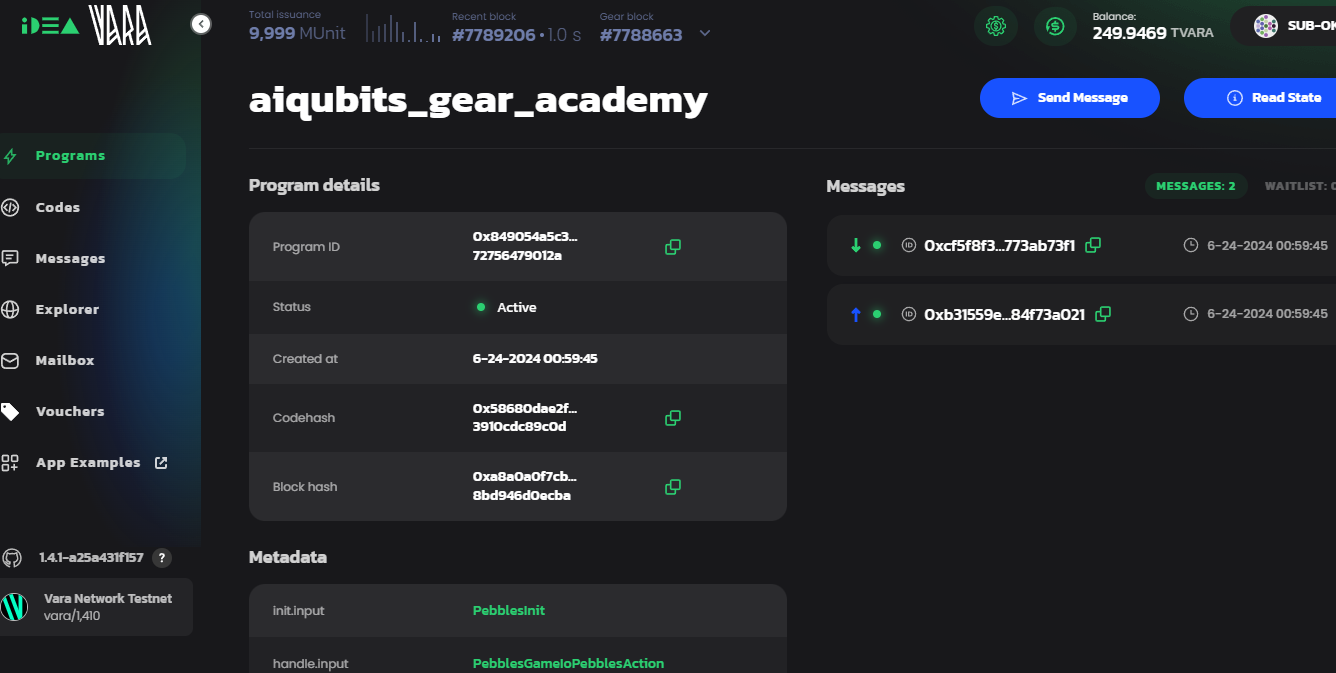 iDEA VARA
Total issuance
9,999 MUnit
Recent block
#7789206 • 1.0 s
Gear block
#7788663
Balance:
249.9469 TVARA
SUB-OK
aiqubits_gear_academy
Send Message
Read State
Programs
Codes
Messages
Explorer
Mailbox
Vouchers
App Examples
1.4.1-a25a431f157 ?
Vara Network Testnet
vara/1,410
Program details
Program ID
0x849054a5c3...
72756479012a
Status
Active
Created at
6-24-2024 00:59:45
Codehash
0x58680dae2f...
3910cdc89c0d
Block hash
0xa8a0a0f7cb...
8bd946d0ecba
Metadata
init.input
PebblesInit
handle.input
PebblesGameIoPebblesAction
Messages
MESSAGES: 2
WAITLIST:
ID 0xcf5f8f3...773ab73f1
6-24-2024 00:59:45
ID 0xb31559e...84f73a021
6-24-2024 00:59:45